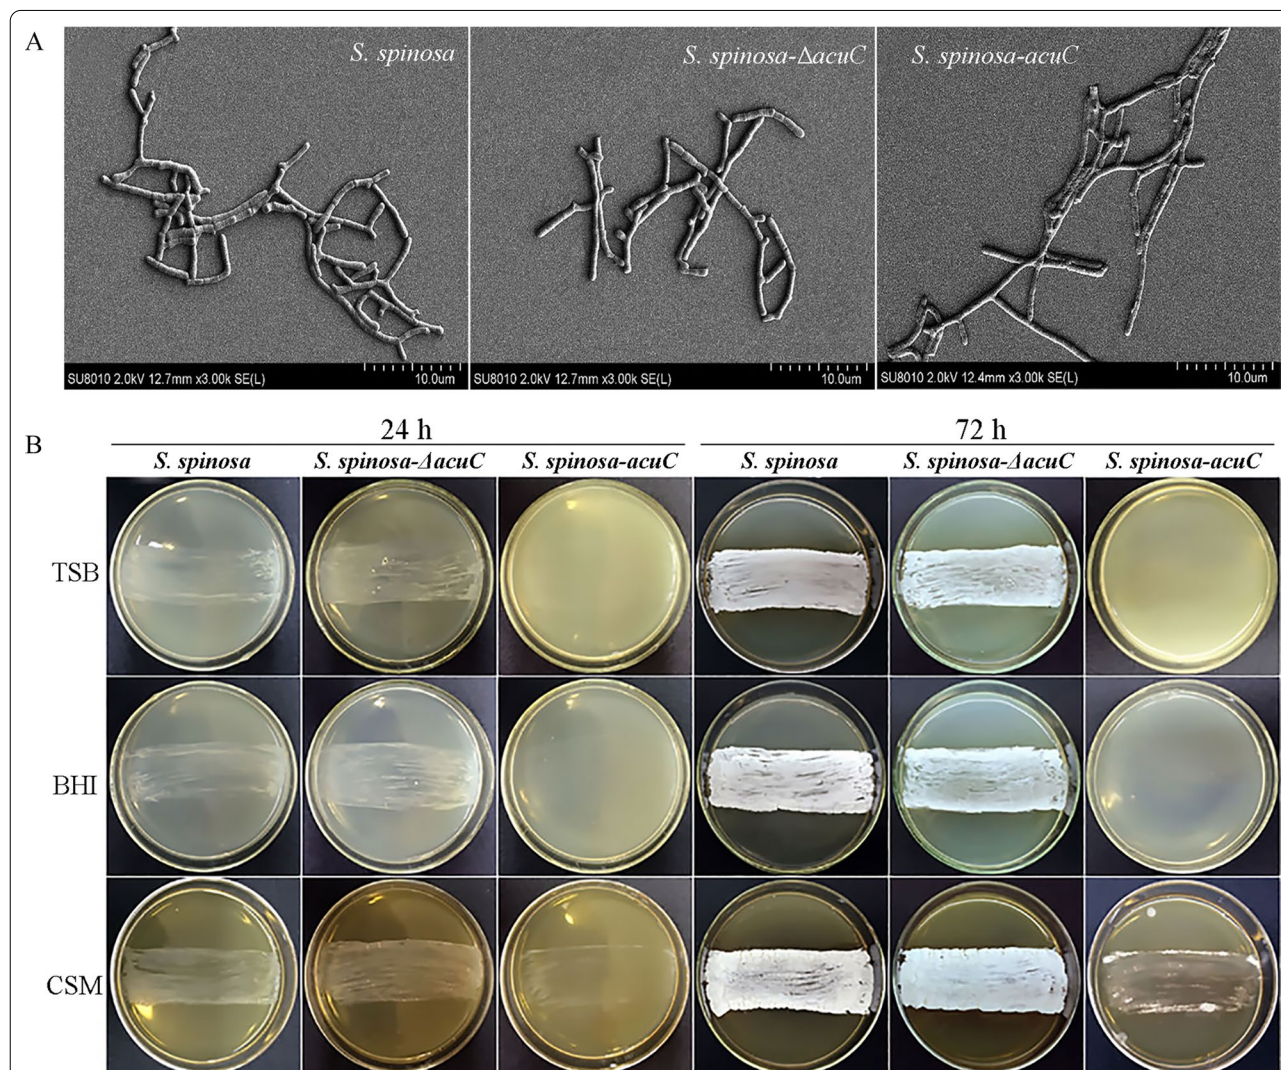 A
S. spinosa
S. spinosa-ΔacuC
S. spinosa-acuC
SU8010 2.0kV 12.7mm x3.00k SE(L) 10.0um
SU8010 2.0kV 12.7mm x3.00k SE(L) 10.0um
SU8010 2.0kV 12.4mm x3.00k SE(L) 10.0um
B
24 h
72 h
S. spinosa
S. spinosa-ΔacuC
S. spinosa-acuC
S. spinosa
S. spinosa-ΔacuC
S. spinosa-acuC
TSB
BHI
CSM